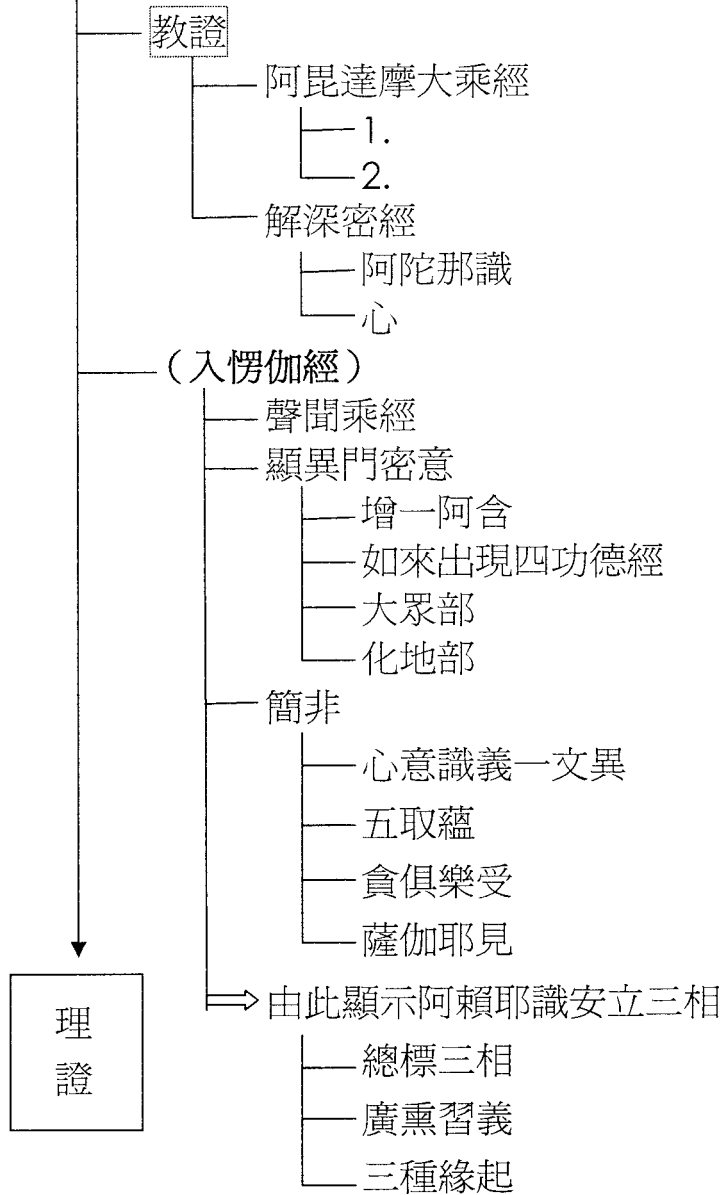 教證
阿毘達摩大乘經
1.
2.
解深密經
阿陀那識
心
（入愣伽經）
聲聞乘經
顯異門密意
增一阿含
如來出現四功德經
大眾部
化地部
簡非
心意識義一文異
五取蘊
貪俱樂受
薩伽耶見
由此顯示阿賴耶識安立三相
總標三相
廣熏習義
三種緣起
理
證